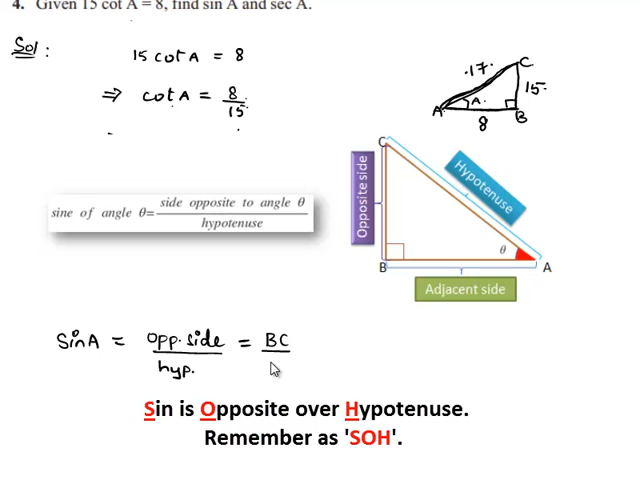 4. Given 15 cot A = 8, find sin A and sec A.
Sol :
15 cot A = 8
⇒ cot A = 8/15
17
C
15
A
A
B
8
C
Opposite side
Hypotenuse
θ
B
A
Adjacent side
sine of angle θ= side opposite to angle θ / hypotenuse
Sin A = opp. side / hyp. = BC /
Sin is Opposite over Hypotenuse.
Remember as 'SOH'.